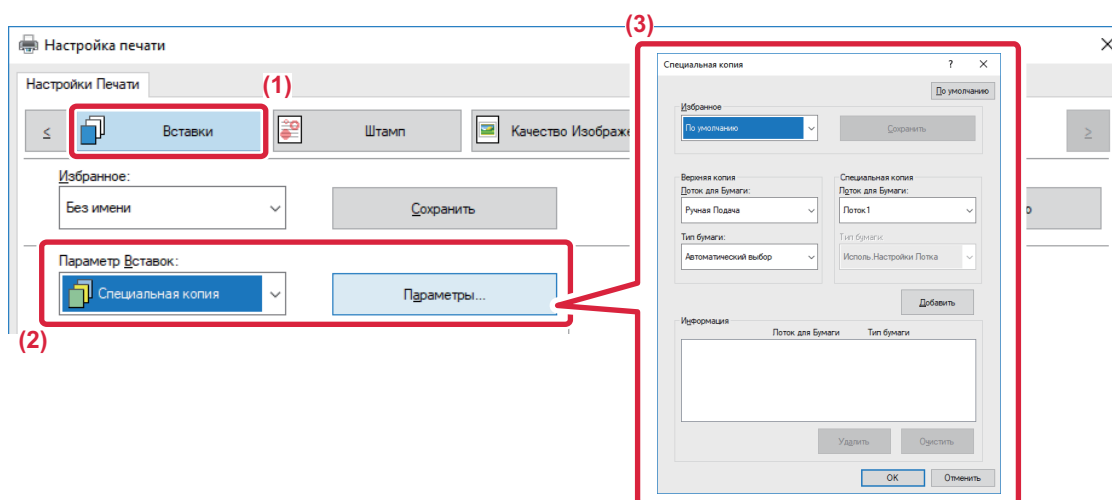 Настройка печати
Настройки Печати
(1)
≤
Вставки
Штамп
Качество Изображе
≥
Избранное:
Без имени
Сохранить
Параметр Вставок:
Специальная копия
Параметры...
(2)
(3)
Специальная копия
?
По умолчанию
Избранное
По умолчанию
Сохранить
Верхняя копия
Поток для Бумаги:
Ручная Подача
Тип бумаги:
Автоматический выбор
Специальная копия
Поток для Бумаги:
Поток1
Тип бумаги:
Исполь.Настройки Потка
Добавить
Информация
Поток для Бумаги Тип бумаги
Удалить
Очистить
OK
Отменить